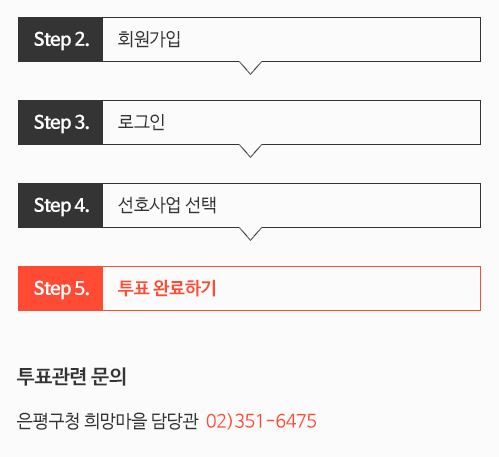 Step 2. 회원가입
Step 3. 로그인
Step 4. 선호사업 선택
Step 5. 투표 완료하기
투표관련 문의
은평구청 희망마을 담당관 02)351-6475